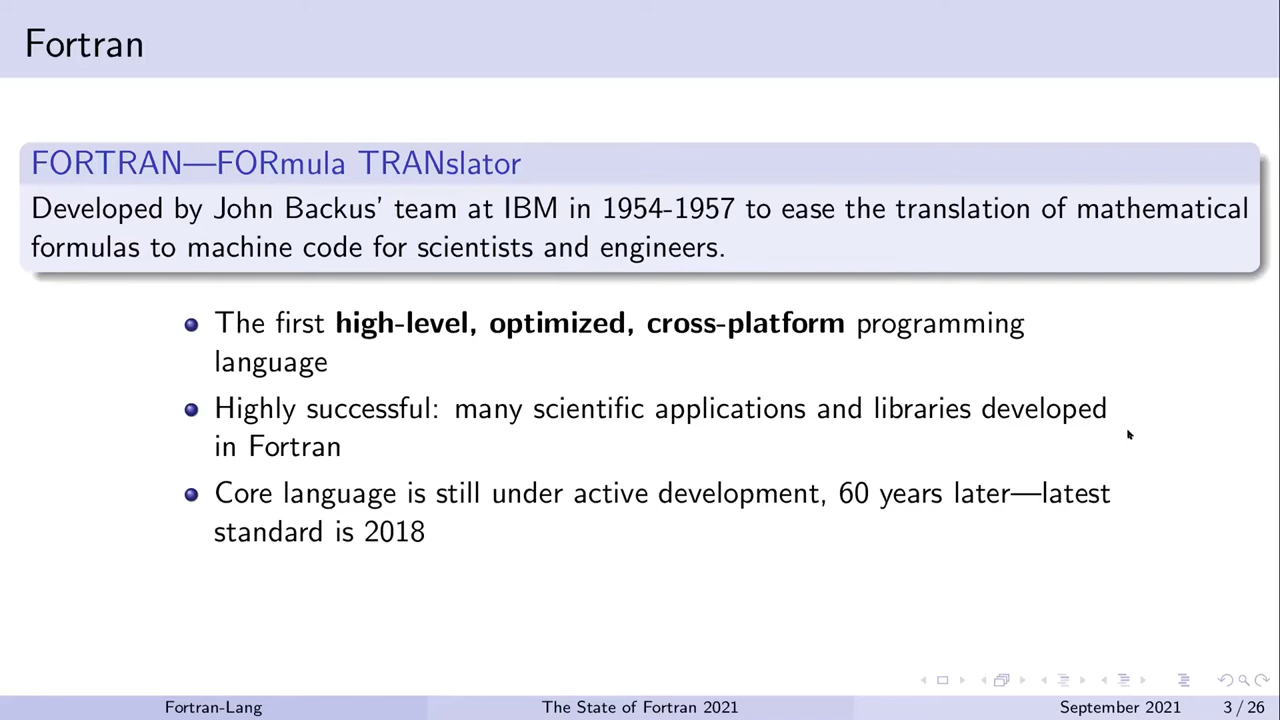 Fortran
FORTRAN—FORmula TRANslator
Developed by John Backus' team at IBM in 1954-1957 to ease the translation of mathematical
formulas to machine code for scientists and engineers.
The first high-level, optimized, cross-platform programming
language
Highly successful: many scientific applications and libraries developed
in Fortran
Core language is still under active development, 60 years later—latest
standard is 2018
Fortran-Lang
The State of Fortran 2021
September 2021
3 / 26